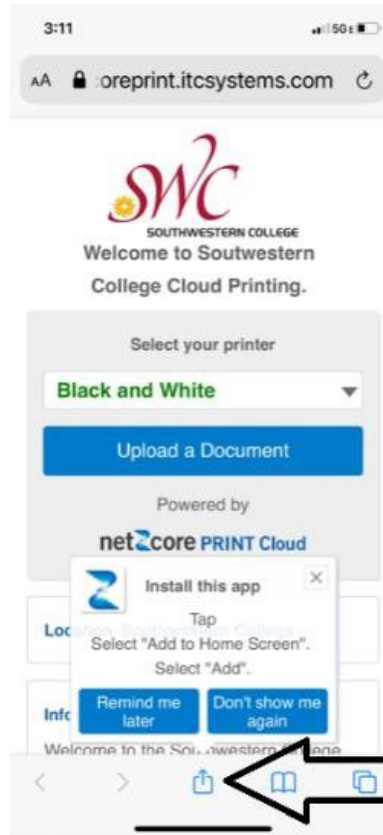 3:11
5G
AA oreprint.itcsystems.com
SWC
SOUTHWESTERN COLLEGE
Welcome to Soutwestern
College Cloud Printing.
Select your printer
Black and White
Upload a Document
Powered by
netZcore PRINT Cloud
Install this app
Tap
Select "Add to Home Screen".
Select "Add".
Remind me later
Don't show me again
Loc
Info
Welcome to the